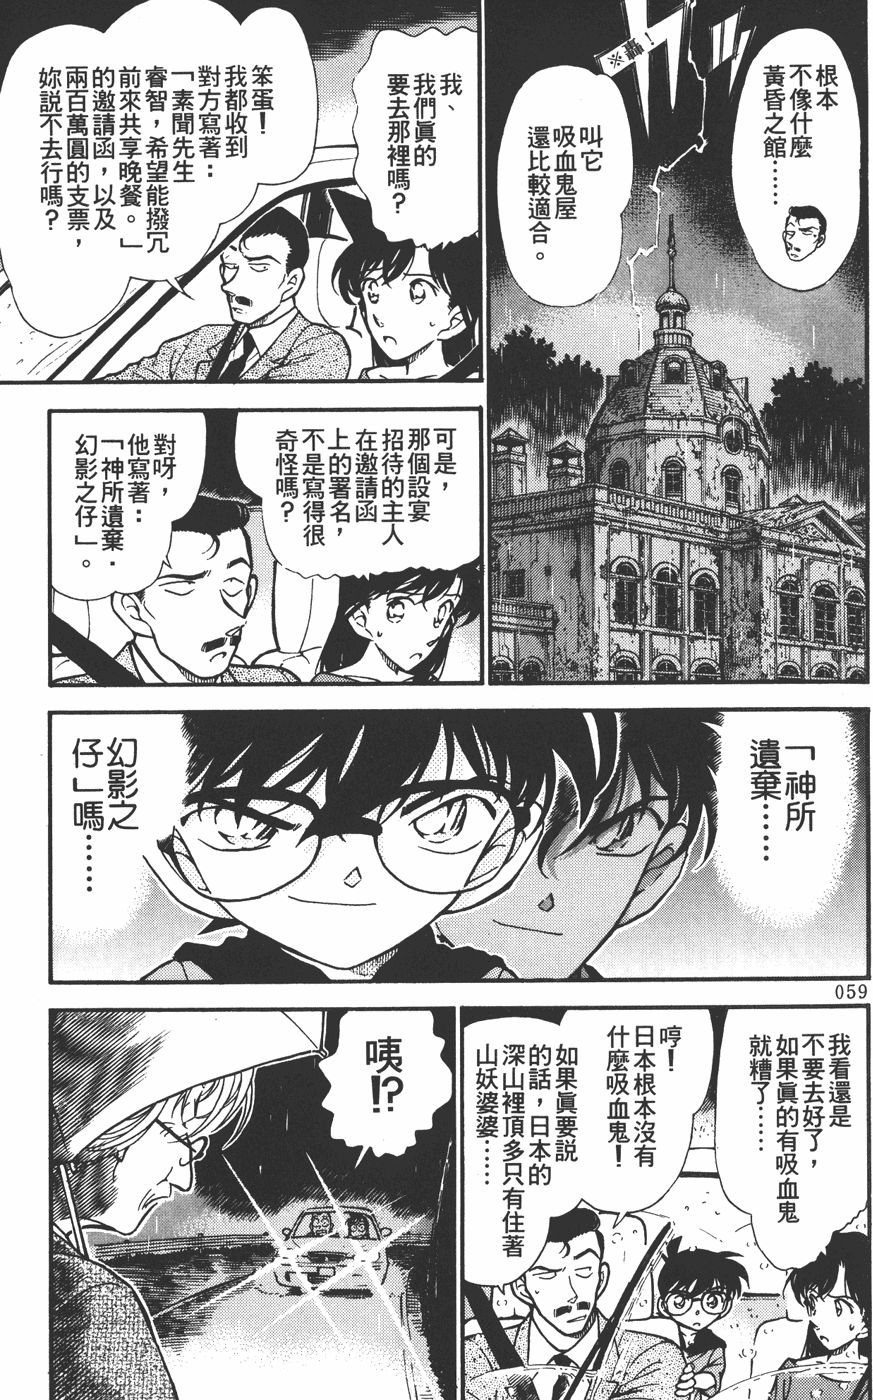 ※轟！
根本
不像什麼
黃昏之館……
叫它
吸血鬼屋
還比較適合。
我、
我們眞的
要去那裡嗎？
笨蛋！
我都收到
對方寫著：
「素聞先生
睿智，希望能撥冗
前來共享晚餐。」
的邀請函，以及
兩百萬圓的支票，
妳説不去行嗎？
可是，
那個設宴
招待的主人
在邀請函
上的署名，
不是寫得很
奇怪嗎？
對呀，
他寫著：
「神所遺棄．
幻影之仔」。
「神所
遺棄……
幻影之
仔」嗎……
059
我看還是
不要去好了，
如果眞的有吸血鬼
就糟了……
哼！
日本根本沒有
什麼吸血鬼！
如果眞要説
的話，日本的
深山裡頂多只有住著
山妖婆婆……
咦!?